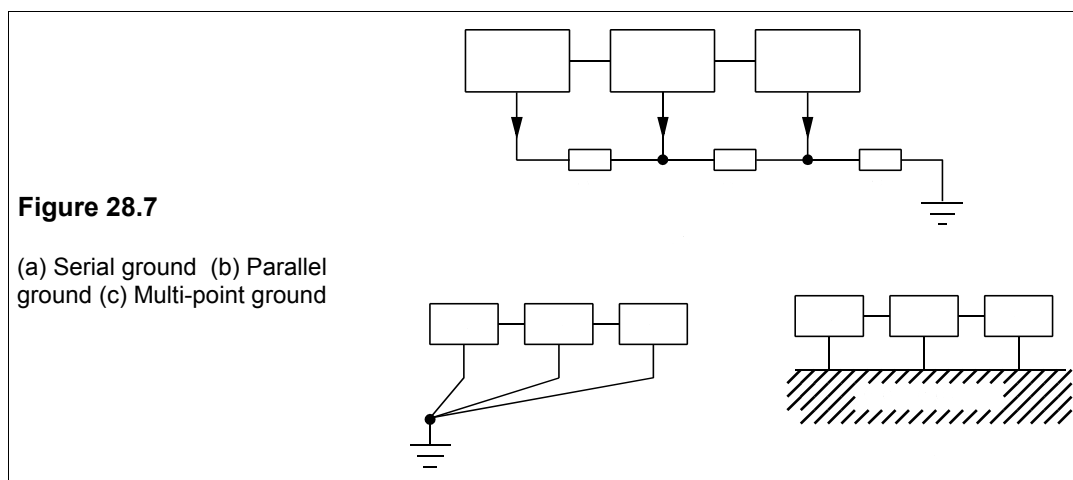 Figure 28.7
(a) Serial ground (b) Parallel
ground (c) Multi-point ground